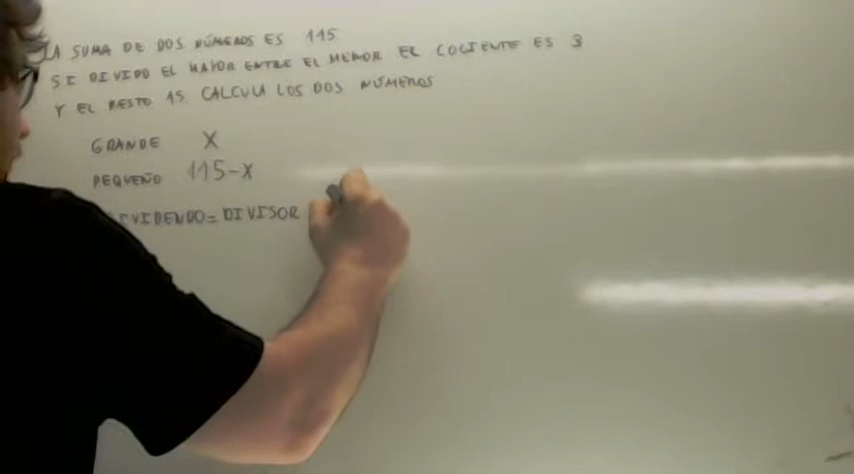 LA SUMA DE DOS NÚMEROS ES 115
SI DIVIDO EL MAYOR ENTRE EL MENOR EL COCIENTE ES 3
Y EL RESTO 15 CALCULA LOS DOS NÚMEROS
GRANDE X
PEQUEÑO 115-X
IVIDENDO = DIVISOR